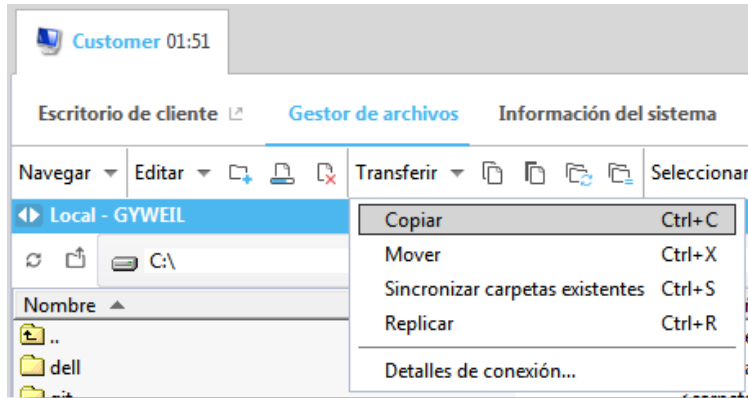 Customer 01:51
Escritorio de cliente Gestor de archivos Información del sistema
Navegar Editar Transferir Seleccionar
Local - GYWEIL
Copiar Ctrl+C
C:\
Mover Ctrl+X
Sincronizar carpetas existentes Ctrl+S
Nombre
Replicar Ctrl+R
..
dell
Detalles de conexión...